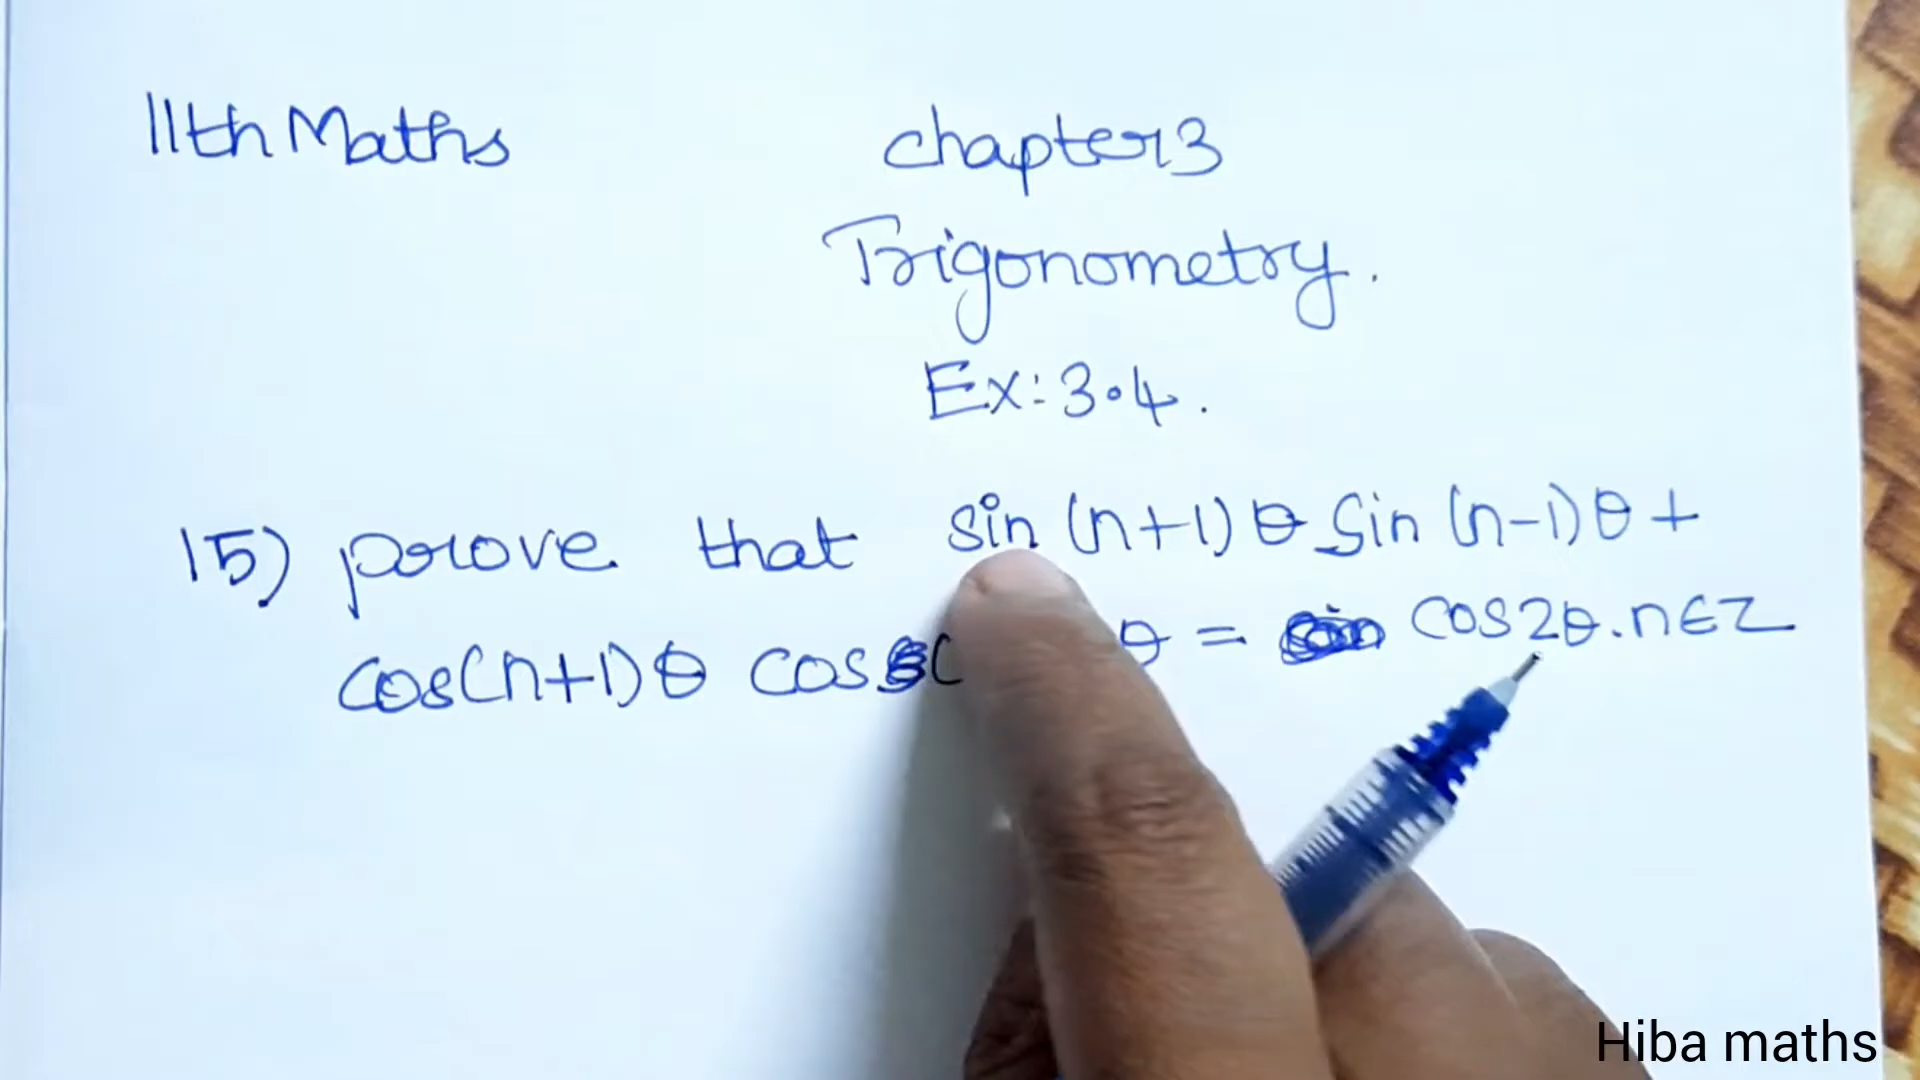 11th Maths chapter 3
Trigonometry.
Ex: 3.4.
15) prove that sin (n+1) θ Sin (n-1) θ +
cos(n+1) θ cos ( θ = cos2θ. n∈Z
Hiba maths